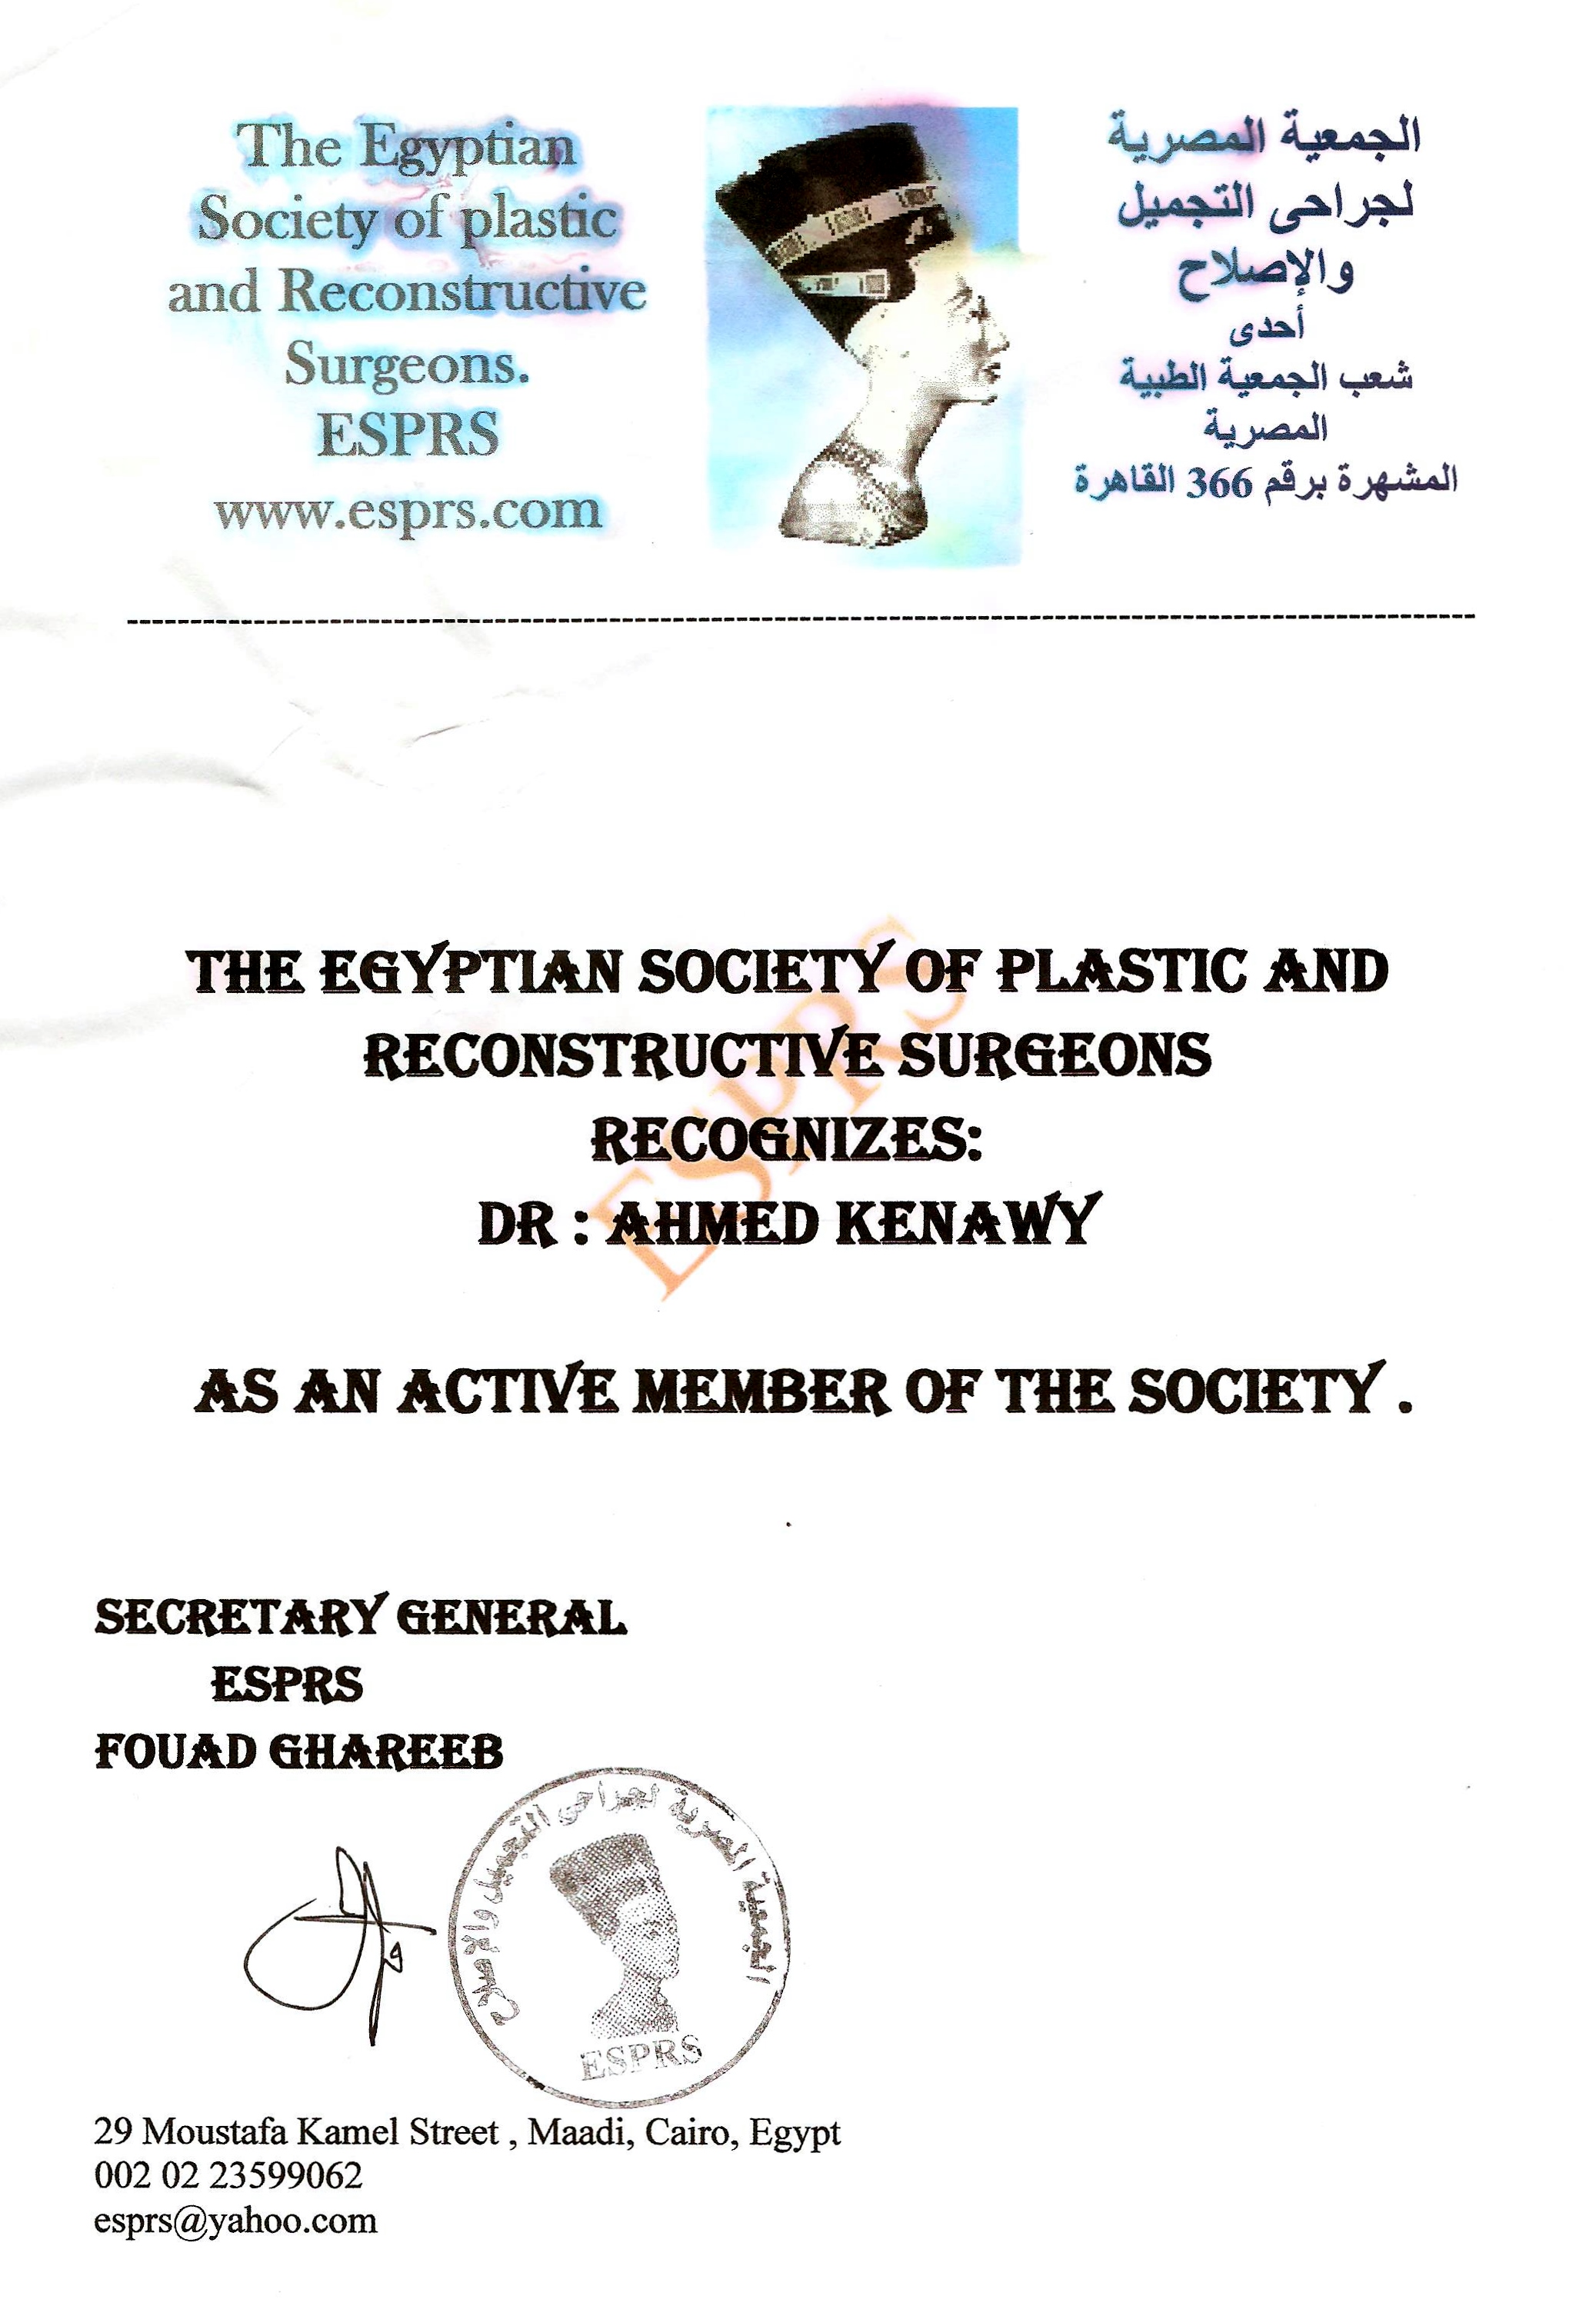 The Egyptian
Society of plastic
and Reconstructive
Surgeons.
ESPRS
www.esprs.com
الجمعية المصرية
لجراحى التجميل
والإصلاح
أحدى
شعب الجمعية الطبية
المصرية
المشهرة برقم 366 القاهرة
ESPRS
THE EGYPTIAN SOCIETY OF PLASTIC AND
RECONSTRUCTIVE SURGEONS
RECOGNIZES:
DR : AHMED KENAWY
AS AN ACTIVE MEMBER OF THE SOCIETY .
SECRETARY GENERAL
ESPRS
FOUAD GHAREEB
الجمعية المصرية لجراحى التجميل والإصلاح
ESPRS
29 Moustafa Kamel Street , Maadi, Cairo, Egypt
002 02 23599062
esprs@yahoo.com